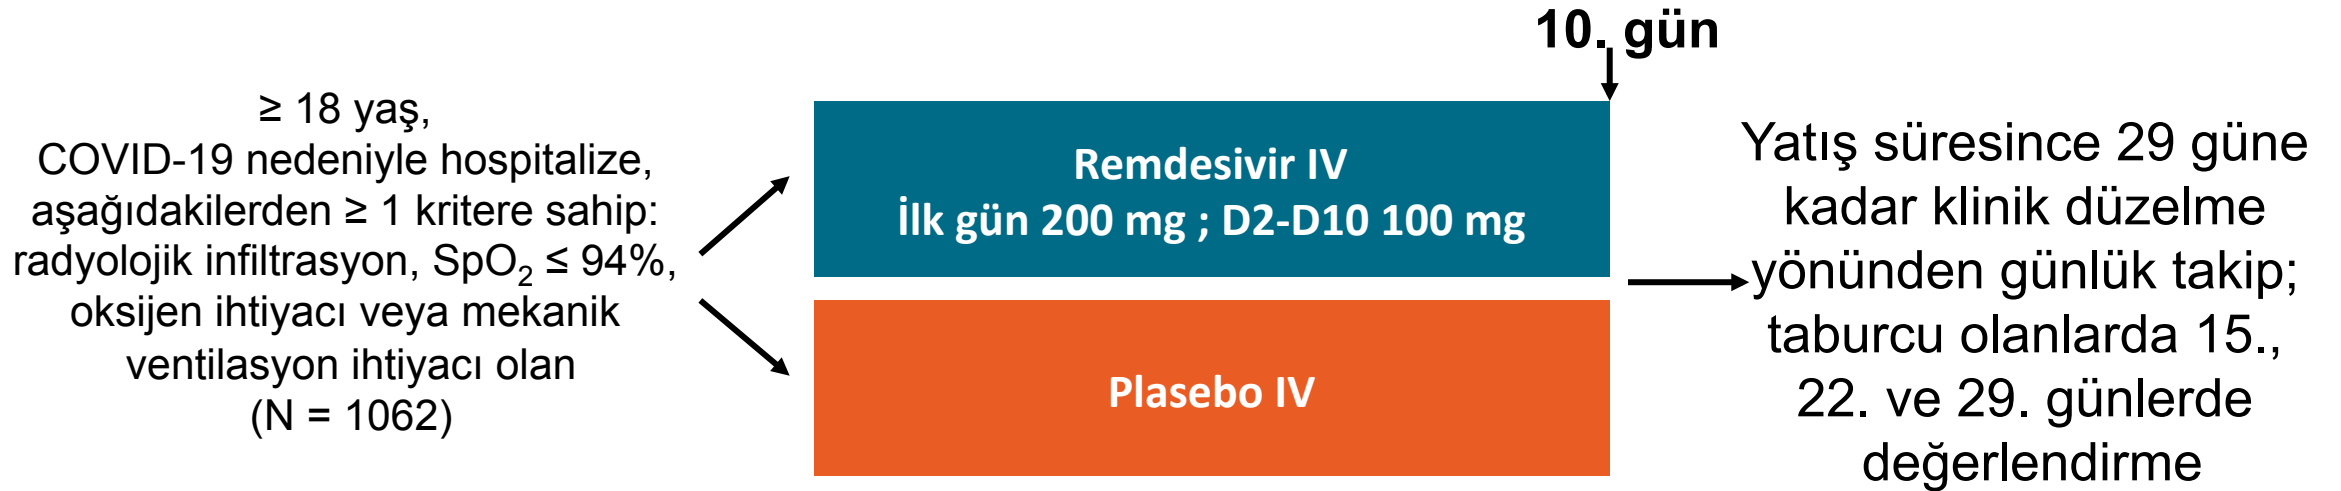 10. gün
≥ 18 yaş,
COVID-19 nedeniyle hospitalize,
aşağıdakilerden ≥ 1 kritere sahip:
radyolojik infiltrasyon, SpO₂ ≤ 94%,
oksijen ihtiyacı veya mekanik
ventilasyon ihtiyacı olan
(N = 1062)
Remdesivir IV
İlk gün 200 mg ; D2-D10 100 mg
Plasebo IV
Yatış süresince 29 güne
kadar klinik düzelme
yönünden günlük takip;
taburcu olanlarda 15.,
22. ve 29. günlerde
değerlendirme